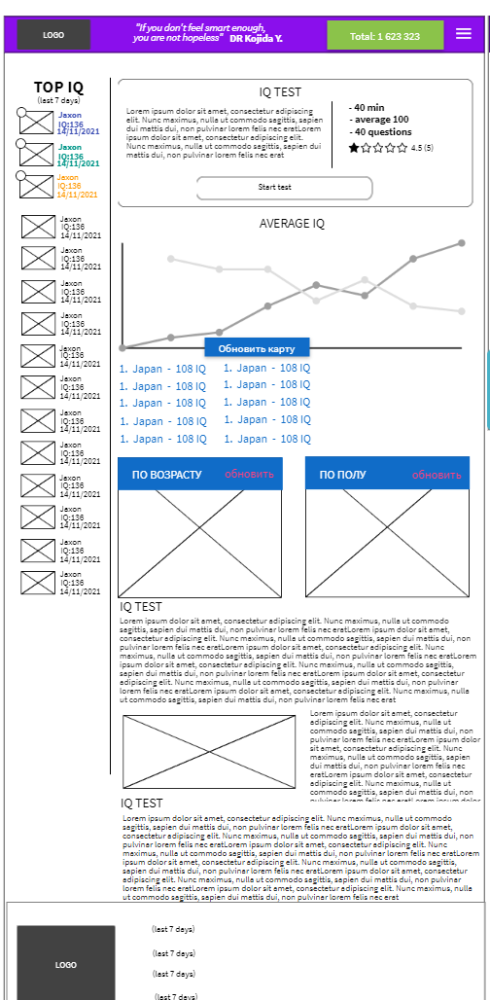 LOGO
"If you don't feel smart enough,
you are not hopeless" DR Kojida Y.
Total: 1 623 323
TOP IQ
(last 7 days)
Jaxon
IQ:136
14/11/2021
Jaxon
IQ:136
14/11/2021
Jaxon
IQ:136
14/11/2021
Jaxon
IQ:136
14/11/2021
Jaxon
IQ:136
14/11/2021
Jaxon
IQ:136
14/11/2021
Jaxon
IQ:136
14/11/2021
Jaxon
IQ:136
14/11/2021
Jaxon
IQ:136
14/11/2021
Jaxon
IQ:136
14/11/2021
Jaxon
IQ:136
14/11/2021
Jaxon
IQ:136
14/11/2021
Jaxon
IQ:136
14/11/2021
Jaxon
IQ:136
14/11/2021
Jaxon
IQ:136
14/11/2021
IQ TEST
Lorem ipsum dolor sit amet, consectetur adipiscing
elit. Nunc maximus, nulla ut commodo sagittis, sapien
dui mattis dui, non pulvinar lorem felis nec eratLorem
ipsum dolor sit amet, consectetur adipiscing elit.
Nunc maximus, nulla ut commodo sagittis, sapien dui
mattis dui, non pulvinar lorem felis nec erat
- 40 min
- average 100
- 40 questions
4.5 (5)
Start test
AVERAGE IQ
Обновить карту
1. Japan - 108 IQ
1. Japan - 108 IQ
1. Japan - 108 IQ
1. Japan - 108 IQ
1. Japan - 108 IQ
1. Japan - 108 IQ
1. Japan - 108 IQ
1. Japan - 108 IQ
1. Japan - 108 IQ
1. Japan - 108 IQ
ПО ВОЗРАСТУ обновить
ПО ПОЛУ обновить
IQ TEST
Lorem ipsum dolor sit amet, consectetur adipiscing elit. Nunc maximus, nulla ut commodo
sagittis, sapien dui mattis dui, non pulvinar lorem felis nec eratLorem ipsum dolor sit amet,
consectetur adipiscing elit. Nunc maximus, nulla ut commodo sagittis, sapien dui mattis dui, non
pulvinar lorem felis nec eratLorem ipsum dolor sit amet, consectetur adipiscing elit. Nunc
maximus, nulla ut commodo sagittis, sapien dui mattis dui, non pulvinar lorem felis nec eratLorem
ipsum dolor sit amet, consectetur adipiscing elit. Nunc maximus, nulla ut commodo sagittis,
sapien dui mattis dui, non pulvinar lorem felis nec eratLorem ipsum dolor sit amet, consectetur
adipiscing elit. Nunc maximus, nulla ut commodo sagittis, sapien dui mattis dui, non pulvinar
lorem felis nec eratLorem ipsum dolor sit amet, consectetur adipiscing elit. Nunc maximus, nulla
ut commodo sagittis, sapien dui mattis dui, non pulvinar lorem felis nec erat
Lorem ipsum dolor sit amet, consectetur
adipiscing elit. Nunc maximus, nulla ut
commodo sagittis, sapien dui mattis dui, non
pulvinar lorem felis nec eratLorem ipsum dolor
sit amet, consectetur adipiscing elit. Nunc
maximus, nulla ut commodo sagittis, sapien
dui mattis dui, non pulvinar lorem felis nec
eratLorem ipsum dolor sit amet, consectetur
adipiscing elit. Nunc maximus, nulla ut
commodo sagittis, sapien dui mattis dui, non
pulvinar lorem felis nec eratLorem ipsum dolor
IQ TEST
Lorem ipsum dolor sit amet, consectetur adipiscing elit. Nunc maximus, nulla ut commodo
sagittis, sapien dui mattis dui, non pulvinar lorem felis nec eratLorem ipsum dolor sit amet,
consectetur adipiscing elit. Nunc maximus, nulla ut commodo sagittis, sapien dui mattis dui, non
pulvinar lorem felis nec eratLorem ipsum dolor sit amet, consectetur adipiscing elit. Nunc
maximus, nulla ut commodo sagittis, sapien dui mattis dui, non pulvinar lorem felis nec eratLorem
ipsum dolor sit amet, consectetur adipiscing elit. Nunc maximus, nulla ut commodo sagittis,
sapien dui mattis dui, non pulvinar lorem felis nec eratLorem ipsum dolor sit amet, consectetur
adipiscing elit. Nunc maximus, nulla ut commodo sagittis, sapien dui mattis dui, non pulvinar
lorem felis nec eratLorem ipsum dolor sit amet, consectetur adipiscing elit. Nunc maximus, nulla
ut commodo sagittis, sapien dui mattis dui, non pulvinar lorem felis nec erat
LOGO
(last 7 days)
(last 7 days)
(last 7 days)
(last 7 days)